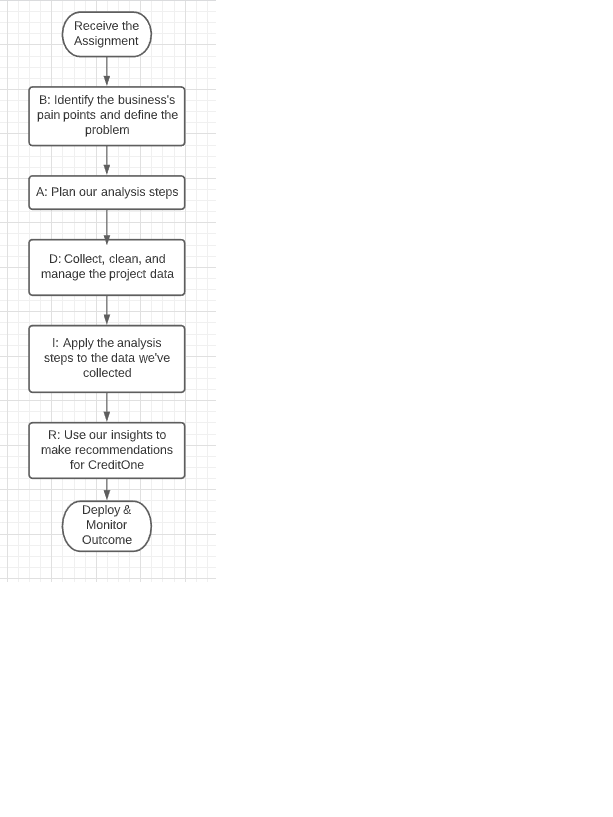 Receive the
Assignment
B: Identify the business's
pain points and define the
problem
A: Plan our analysis steps
D: Collect, clean, and
manage the project data
I: Apply the analysis
steps to the data we've
collected
R: Use our insights to
make recommendations
for CreditOne
Deploy &
Monitor
Outcome